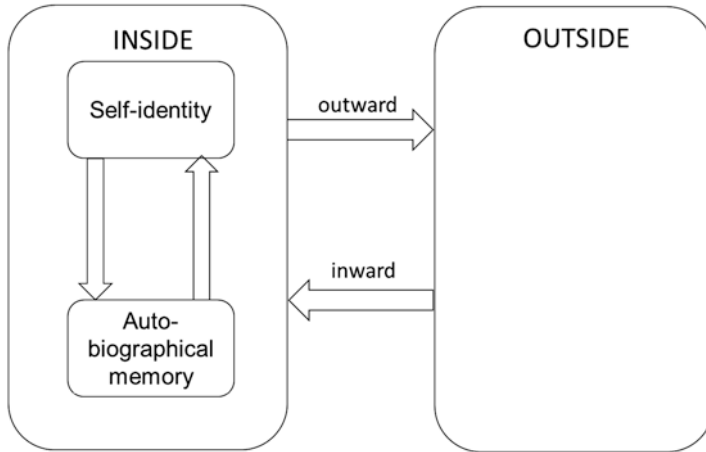 INSIDE
OUTSIDE
Self-identity
outward
inward
Auto-
biographical
memory